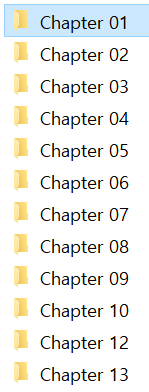 Chapter 01
Chapter 02
Chapter 03
Chapter 04
Chapter 05
Chapter 06
Chapter 07
Chapter 08
Chapter 09
Chapter 10
Chapter 12
Chapter 13